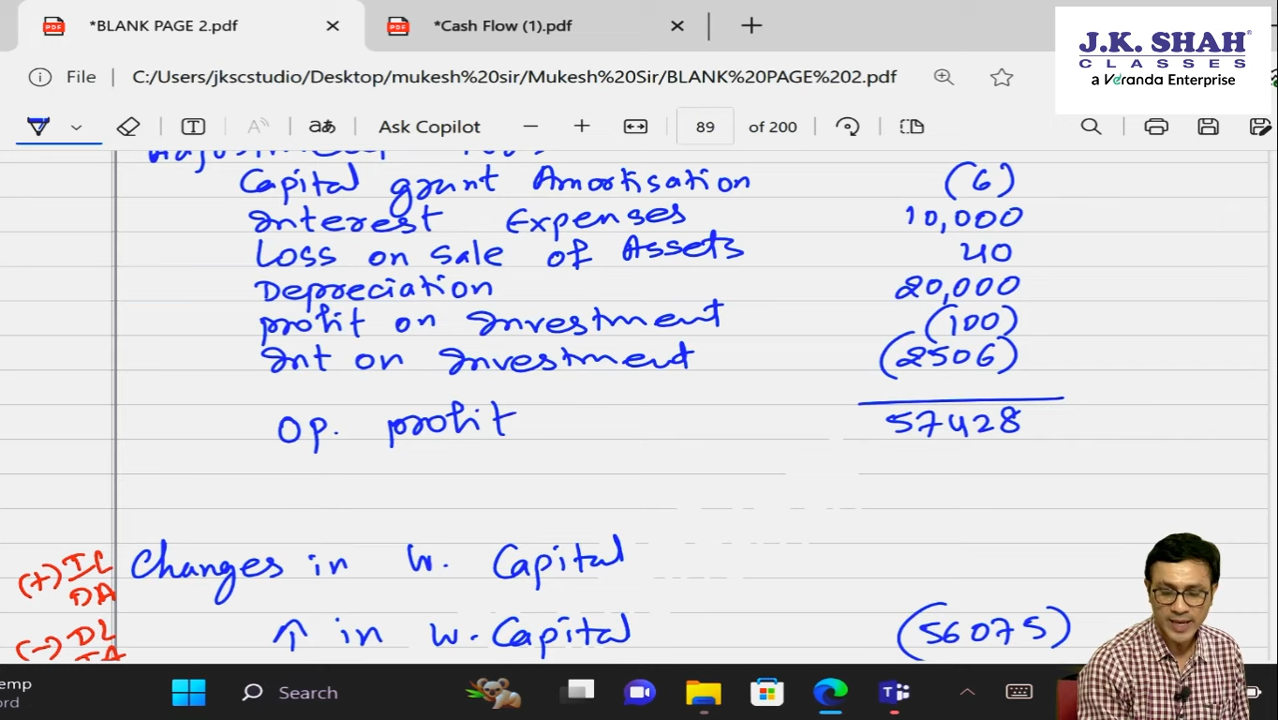 *BLANK PAGE 2.pdf
*Cash Flow (1).pdf
J.K. SHAH
CLASSES
a Veranda Enterprise
File C:/Users/jkscstudio/Desktop/mukesh%20sir/Mukesh%20Sir/BLANK%20PAGE%202.pdf
Ask Copilot 89 of 200
Capital grant Amortisation (6)
Interest Expenses 10,000
Loss on Sale of Assets 40
Depreciation 20,000
profit on Investment (100)
Int on Investment (2506)
Op. profit 57428
Changes in W. Capital
(+) IL
DA
↑ in W. Capital (56075)
(-) DL
IA
Search